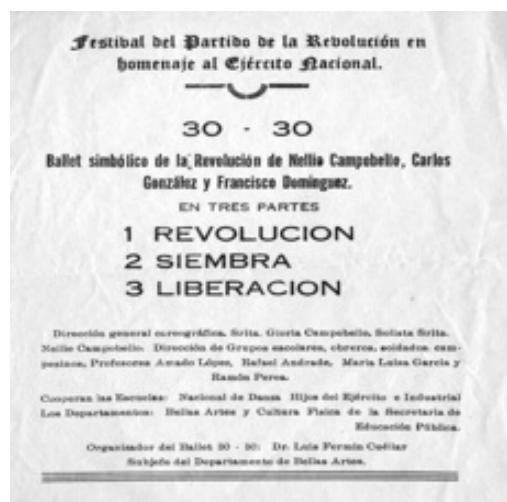 Festival del Partido de la Revolución en
homenaje al Ejército Nacional.
30 - 30
Ballet simbólico de la Revolución de Nellie Campobello, Carlos
González y Francisco Domínguez.
EN TRES PARTES
1 REVOLUCION
2 SIEMBRA
3 LIBERACION
Dirección general coreográfica, Srita. Gloria Campobello, Solista Srita.
Nellie Campobello. Dirección de Grupos escolares, obreros, soldados cam-
pesinos, Profesores Amado López, Rafael Andrade, María Luisa García y
Ramón Perea.
Cooperan las Escuelas: Nacional de Danza Hijos del Ejército e Industrial
Los Departamentos: Bellas Artes y Cultura Física de la Secretaría de
Educación Pública.
Organizador del Ballet 30 - 30: Dr. Luis Fermín Cuéllar
Subjefe del Departamento de Bellas Artes.